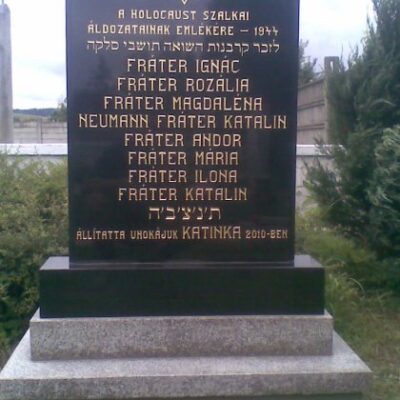 A HOLOCAUST SZALKAI
ÁLDOZATAINAK EMLÉKÉRE – 1944
לזכר קרבנות השואה תושבי סלקה
FRÁTER IGNÁC
FRÁTER ROZÁLIA
FRÁTER MAGDALÉNA
NEUMANN FRÁTER KATALIN
FRÁTER ANDOR
FRÁTER MÁRIA
FRÁTER ILONA
FRÁTER KATALIN
ת'נ'צ'ב'ה
ÁLLÍTATTA UNOKÁJUK KATINKA 2010-BEN